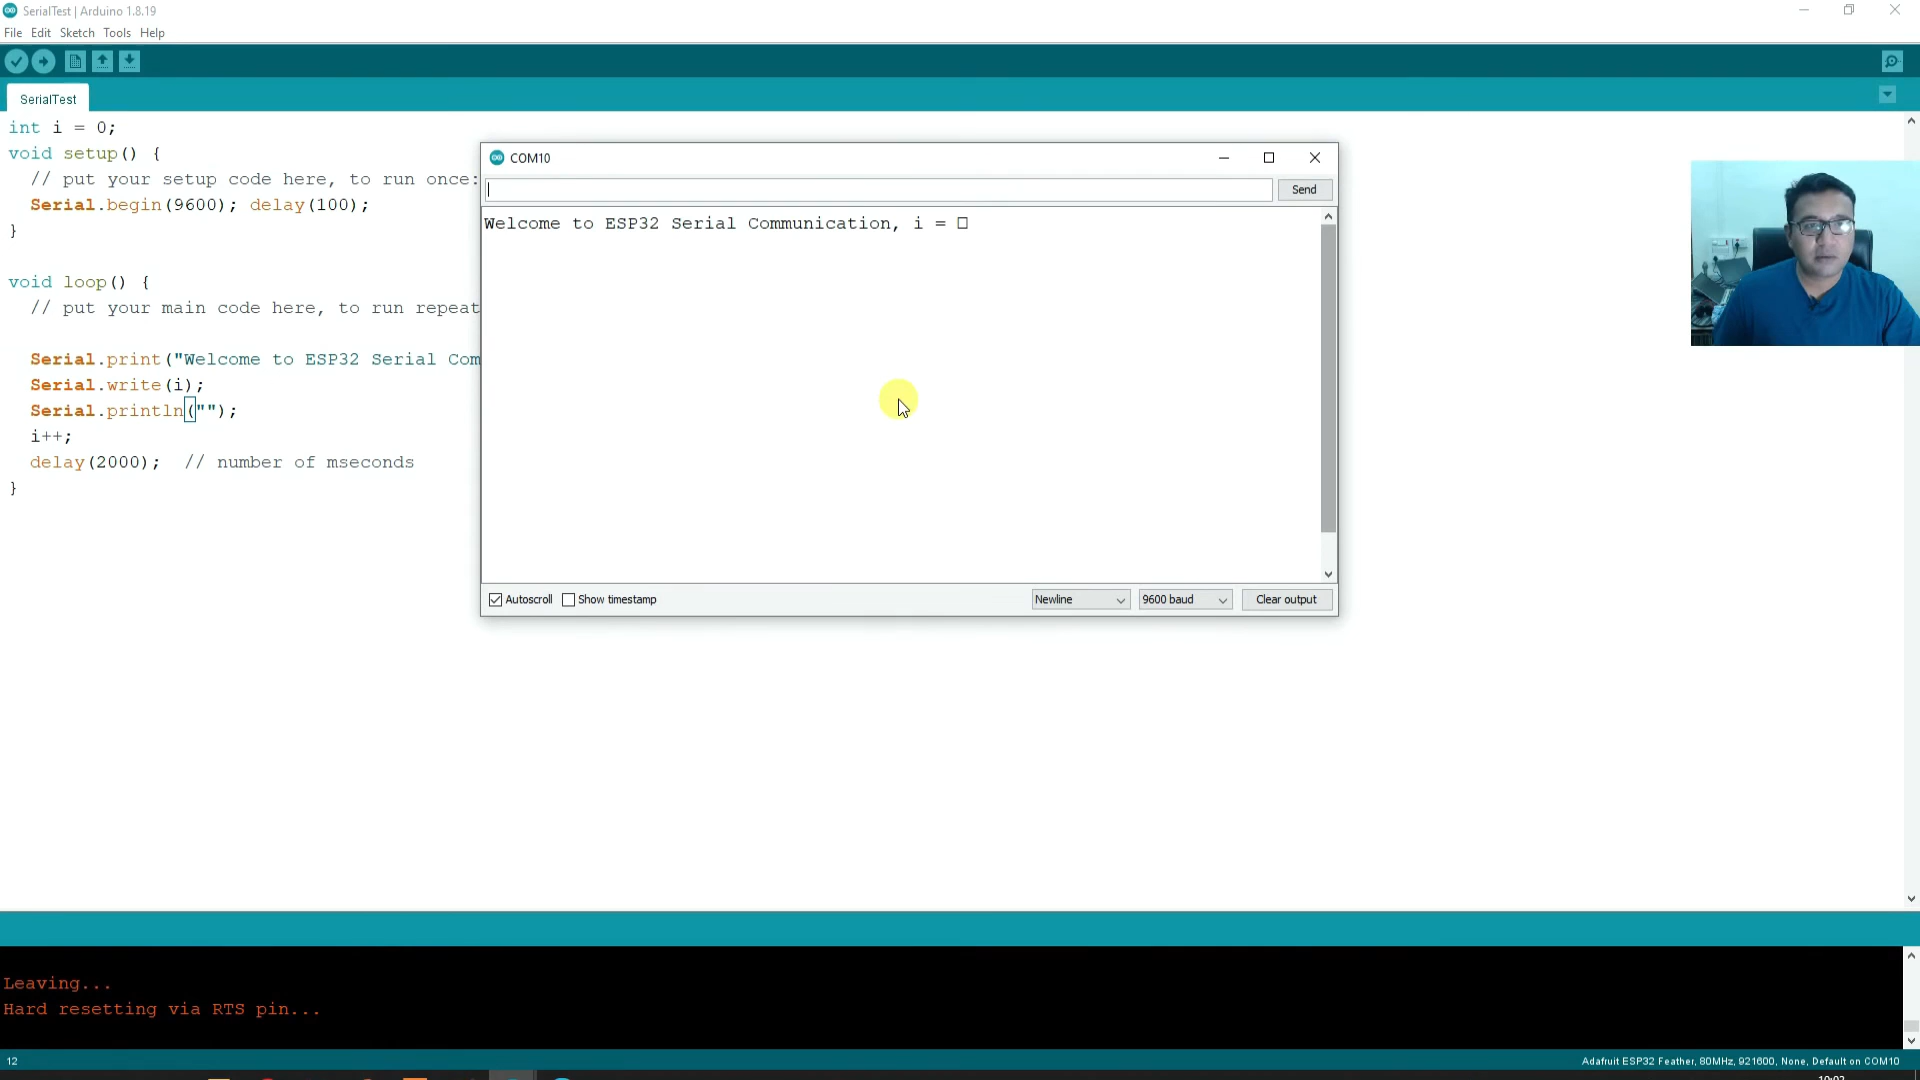 SerialTest | Arduino 1.8.19
File Edit Sketch Tools Help
SerialTest
int i = 0;
void setup() {
// put your setup code here, to run once:
Serial.begin(9600); delay(100);
}
void loop() {
// put your main code here, to run repeat
Serial.print("Welcome to ESP32 Serial Com
Serial.write(i);
Serial.println("");
i++;
delay(2000);  // number of mseconds
}
COM10
Send
Welcome to ESP32 Serial Communication, i = □
Autoscroll Show timestamp Newline 9600 baud Clear output
Leaving...
Hard resetting via RTS pin...
12 Adafruit ESP32 Feather, 80MHz, 921600, None, Default on COM10